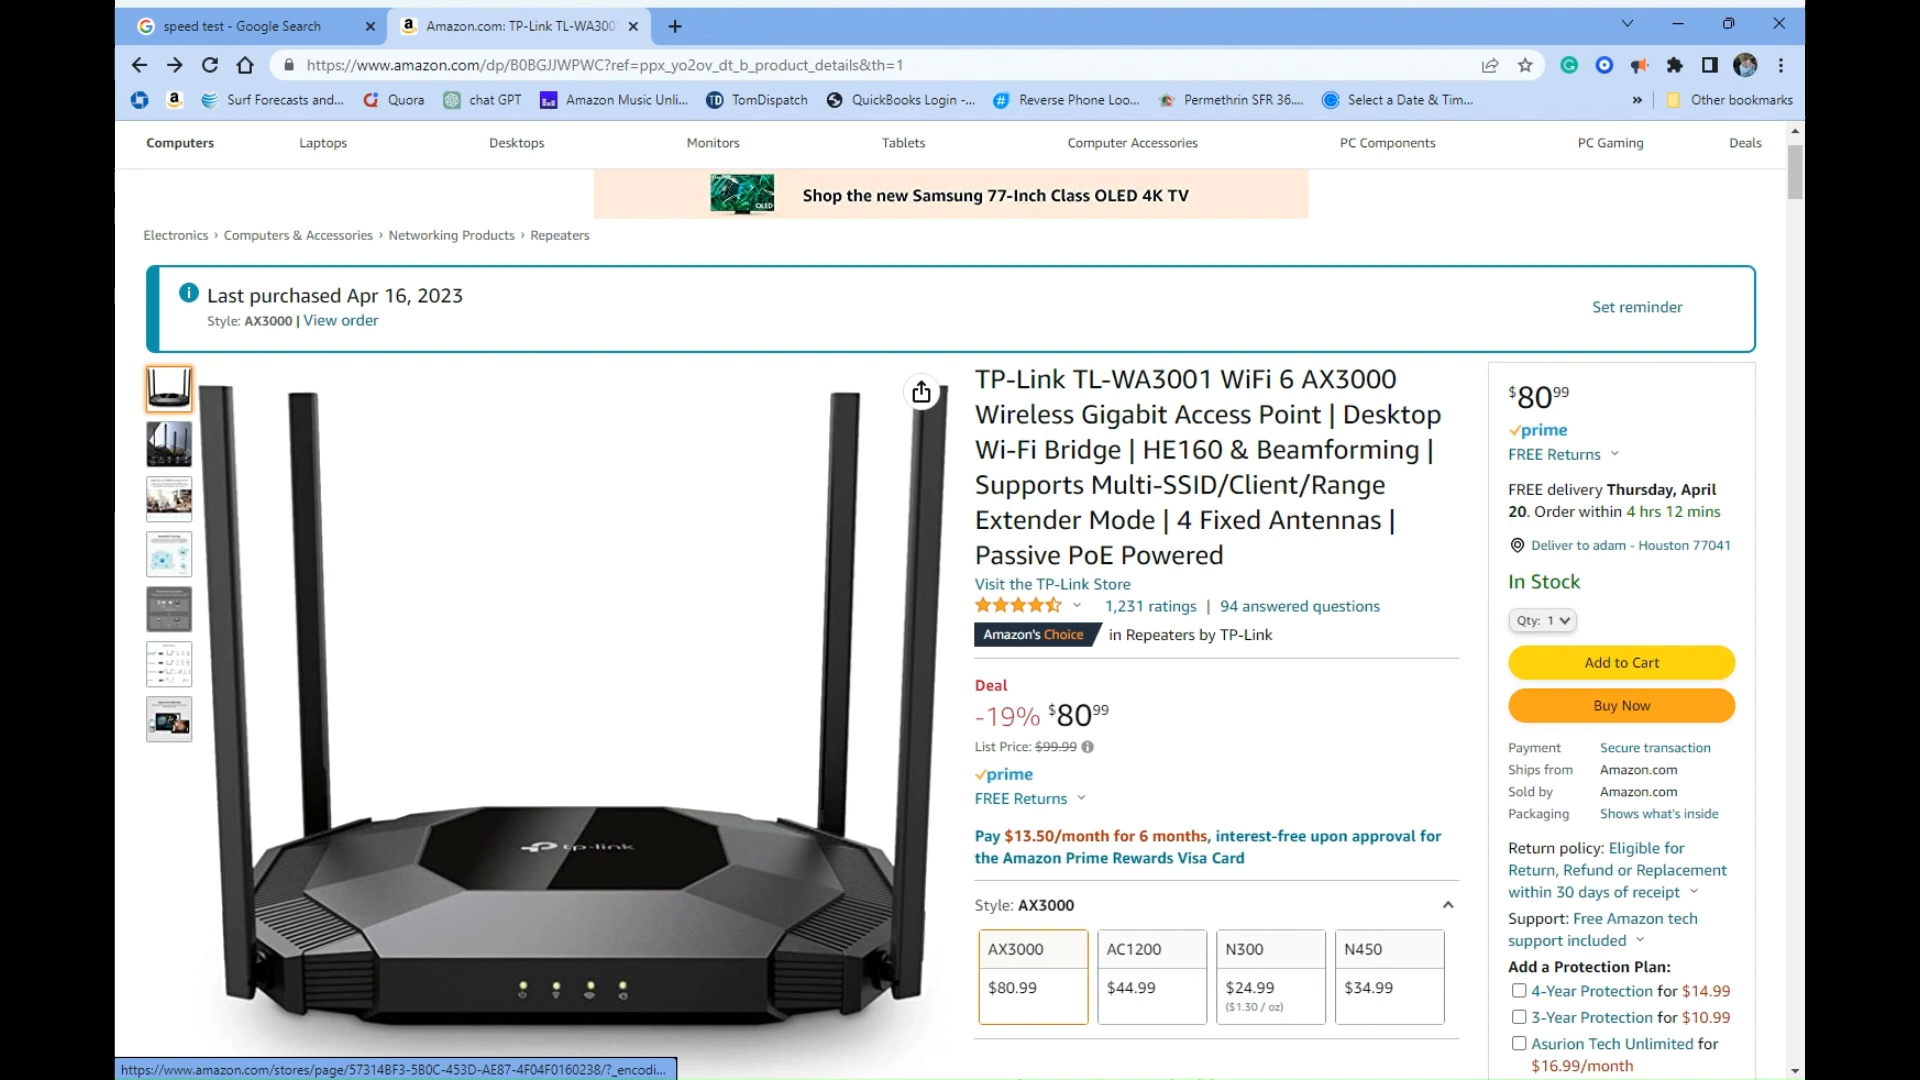 speed test - Google Search
Amazon.com: TP-Link TL-WA300
https://www.amazon.com/dp/B0BGJJWPWC?ref=ppx_yo2ov_dt_b_product_details&th=1
Surf Forecasts and...
Quora
chat GPT
Amazon Music Unli...
TD
TomDispatch
QuickBooks Login -...
Reverse Phone Loo...
Permethrin SFR 36....
Select a Date & Tim...
»
Other bookmarks
Computers
Laptops
Desktops
Monitors
Tablets
Computer Accessories
PC Components
PC Gaming
Deals
OLED
Shop the new Samsung 77-Inch Class OLED 4K TV
Electronics › Computers & Accessories › Networking Products › Repeaters
Last purchased Apr 16, 2023
Style: AX3000 | View order
Set reminder
tp-link
TP-Link TL-WA3001 WiFi 6 AX3000
Wireless Gigabit Access Point | Desktop
Wi-Fi Bridge | HE160 & Beamforming |
Supports Multi-SSID/Client/Range
Extender Mode | 4 Fixed Antennas |
Passive PoE Powered
Visit the TP-Link Store
1,231 ratings | 94 answered questions
Amazon's Choice in Repeaters by TP-Link
Deal
-19% $80 99
List Price: $99.99
prime
FREE Returns
Pay $13.50/month for 6 months, interest-free upon approval for
the Amazon Prime Rewards Visa Card
Style: AX3000
AX3000
$80.99
AC1200
$44.99
N300
$24.99
($1.30 / oz)
N450
$34.99
$80 99
prime
FREE Returns
FREE delivery Thursday, April
20. Order within 4 hrs 12 mins
Deliver to adam - Houston 77041
In Stock
Qty: 1
Add to Cart
Buy Now
Payment Secure transaction
Ships from Amazon.com
Sold by Amazon.com
Packaging Shows what's inside
Return policy: Eligible for
Return, Refund or Replacement
within 30 days of receipt
Support: Free Amazon tech
support included
Add a Protection Plan:
4-Year Protection for $14.99
3-Year Protection for $10.99
Asurion Tech Unlimited for
$16.99/month
https://www.amazon.com/stores/page/57314BF3-5B0C-453D-AE87-4F04F0160238/?_encodi...